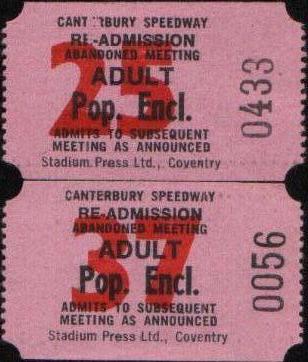 CANTERBURY SPEEDWAY
RE-ADMISSION
ABANDONED MEETING
25
ADULT
Pop. Encl.
ADMITS TO SUBSEQUENT
MEETING AS ANNOUNCED
Stadium Press Ltd., Coventry
0433
CANTERBURY SPEEDWAY
RE-ADMISSION
ABANDONED MEETING
37
ADULT
Pop. Encl.
ADMITS TO SUBSEQUENT
MEETING AS ANNOUNCED
Stadium Press Ltd., Coventry
0056